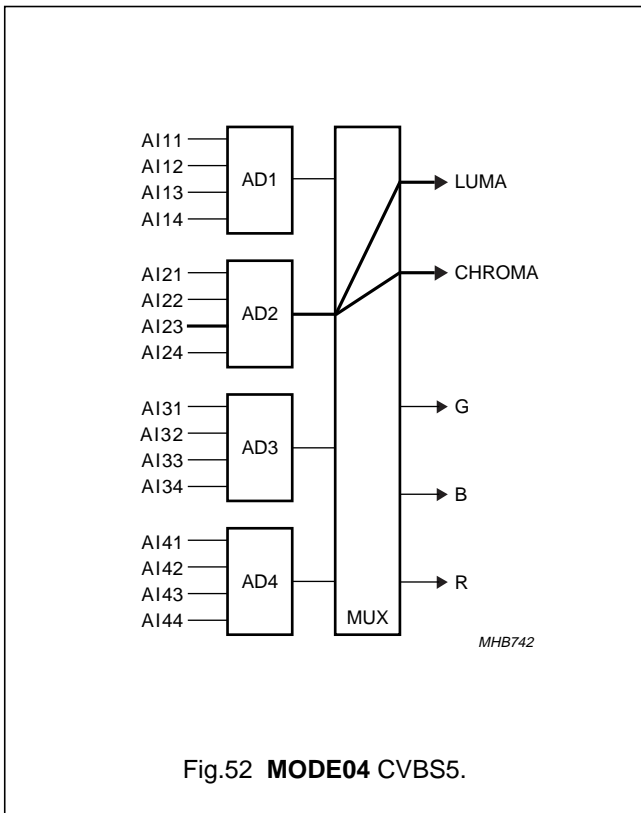 AI11
AI12
AI13
AI14
AD1
LUMA
AI21
AI22
AI23
AI24
AD2
CHROMA
AI31
AI32
AI33
AI34
AD3
G
B
AI41
AI42
AI43
AI44
AD4
R
MUX
MHB742
Fig.52 MODE04 CVBS5.